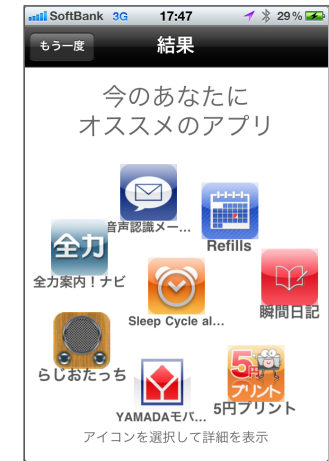 SoftBank 3G 17:47 29%
もう一度 結果
今のあなたに
オススメのアプリ
音声認識メー...
Refills
全力
全力案内！ナビ
Sleep Cycle al...
瞬間日記
らじおたっち
YAMADAモバ...
5円
プリント
5円プリント
アイコンを選択して詳細を表示